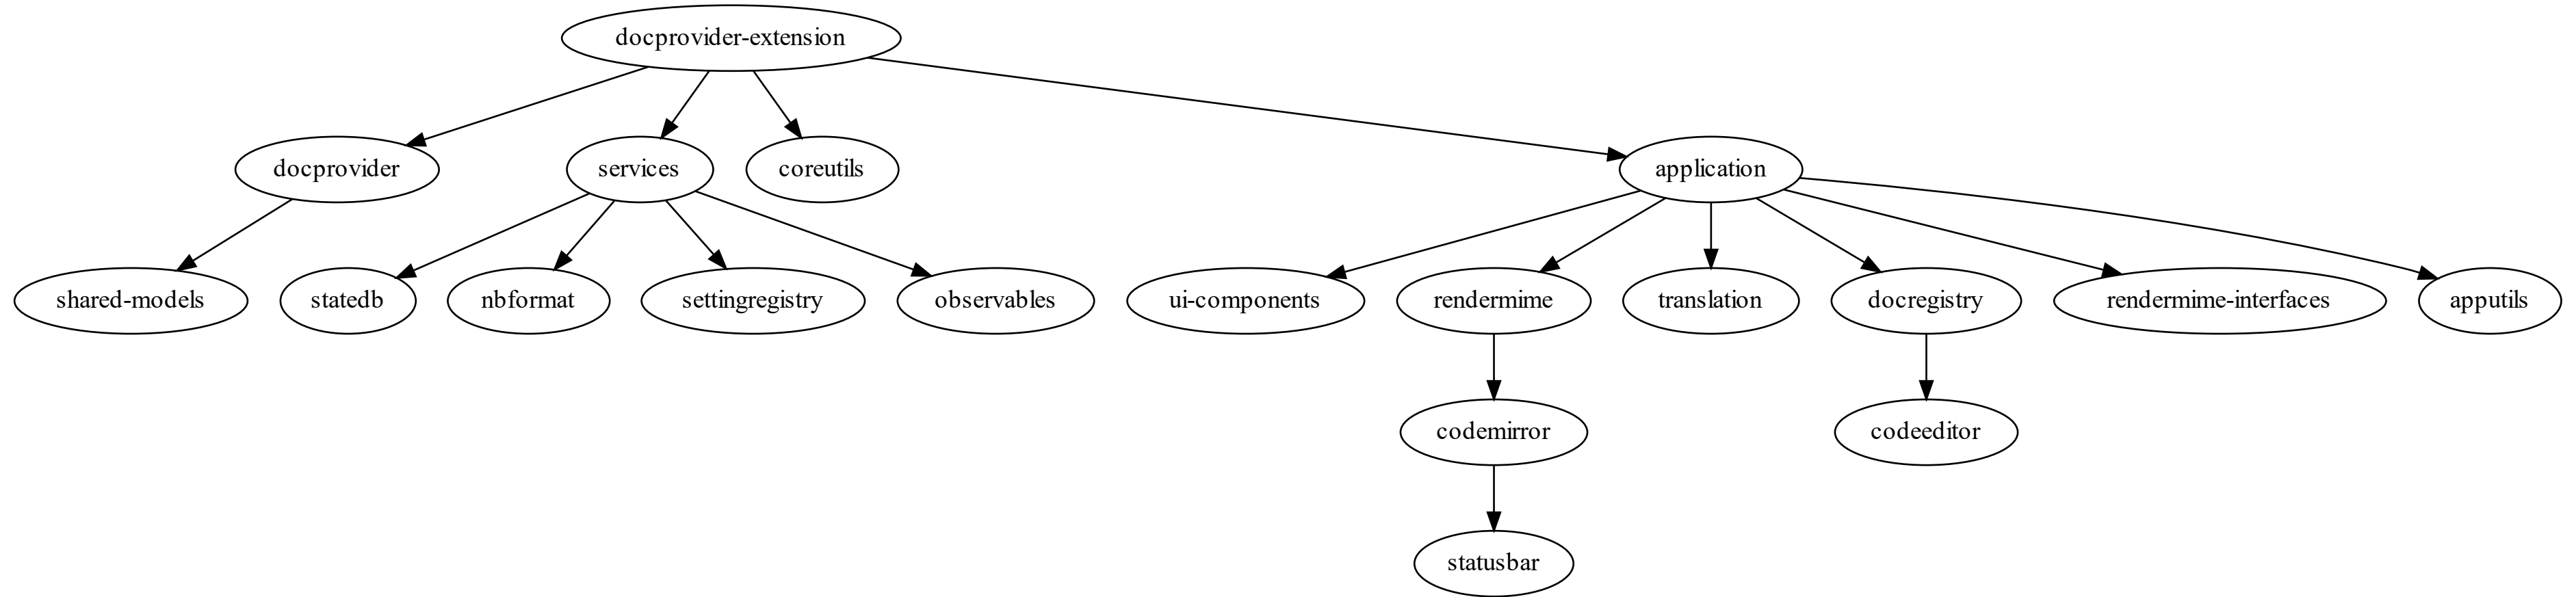 docprovider-extension
docprovider
services
coreutils
application
shared-models
statedb
nbformat
settingregistry
observables
ui-components
rendermime
translation
docregistry
rendermime-interfaces
apputils
codemirror
codeeditor
statusbar